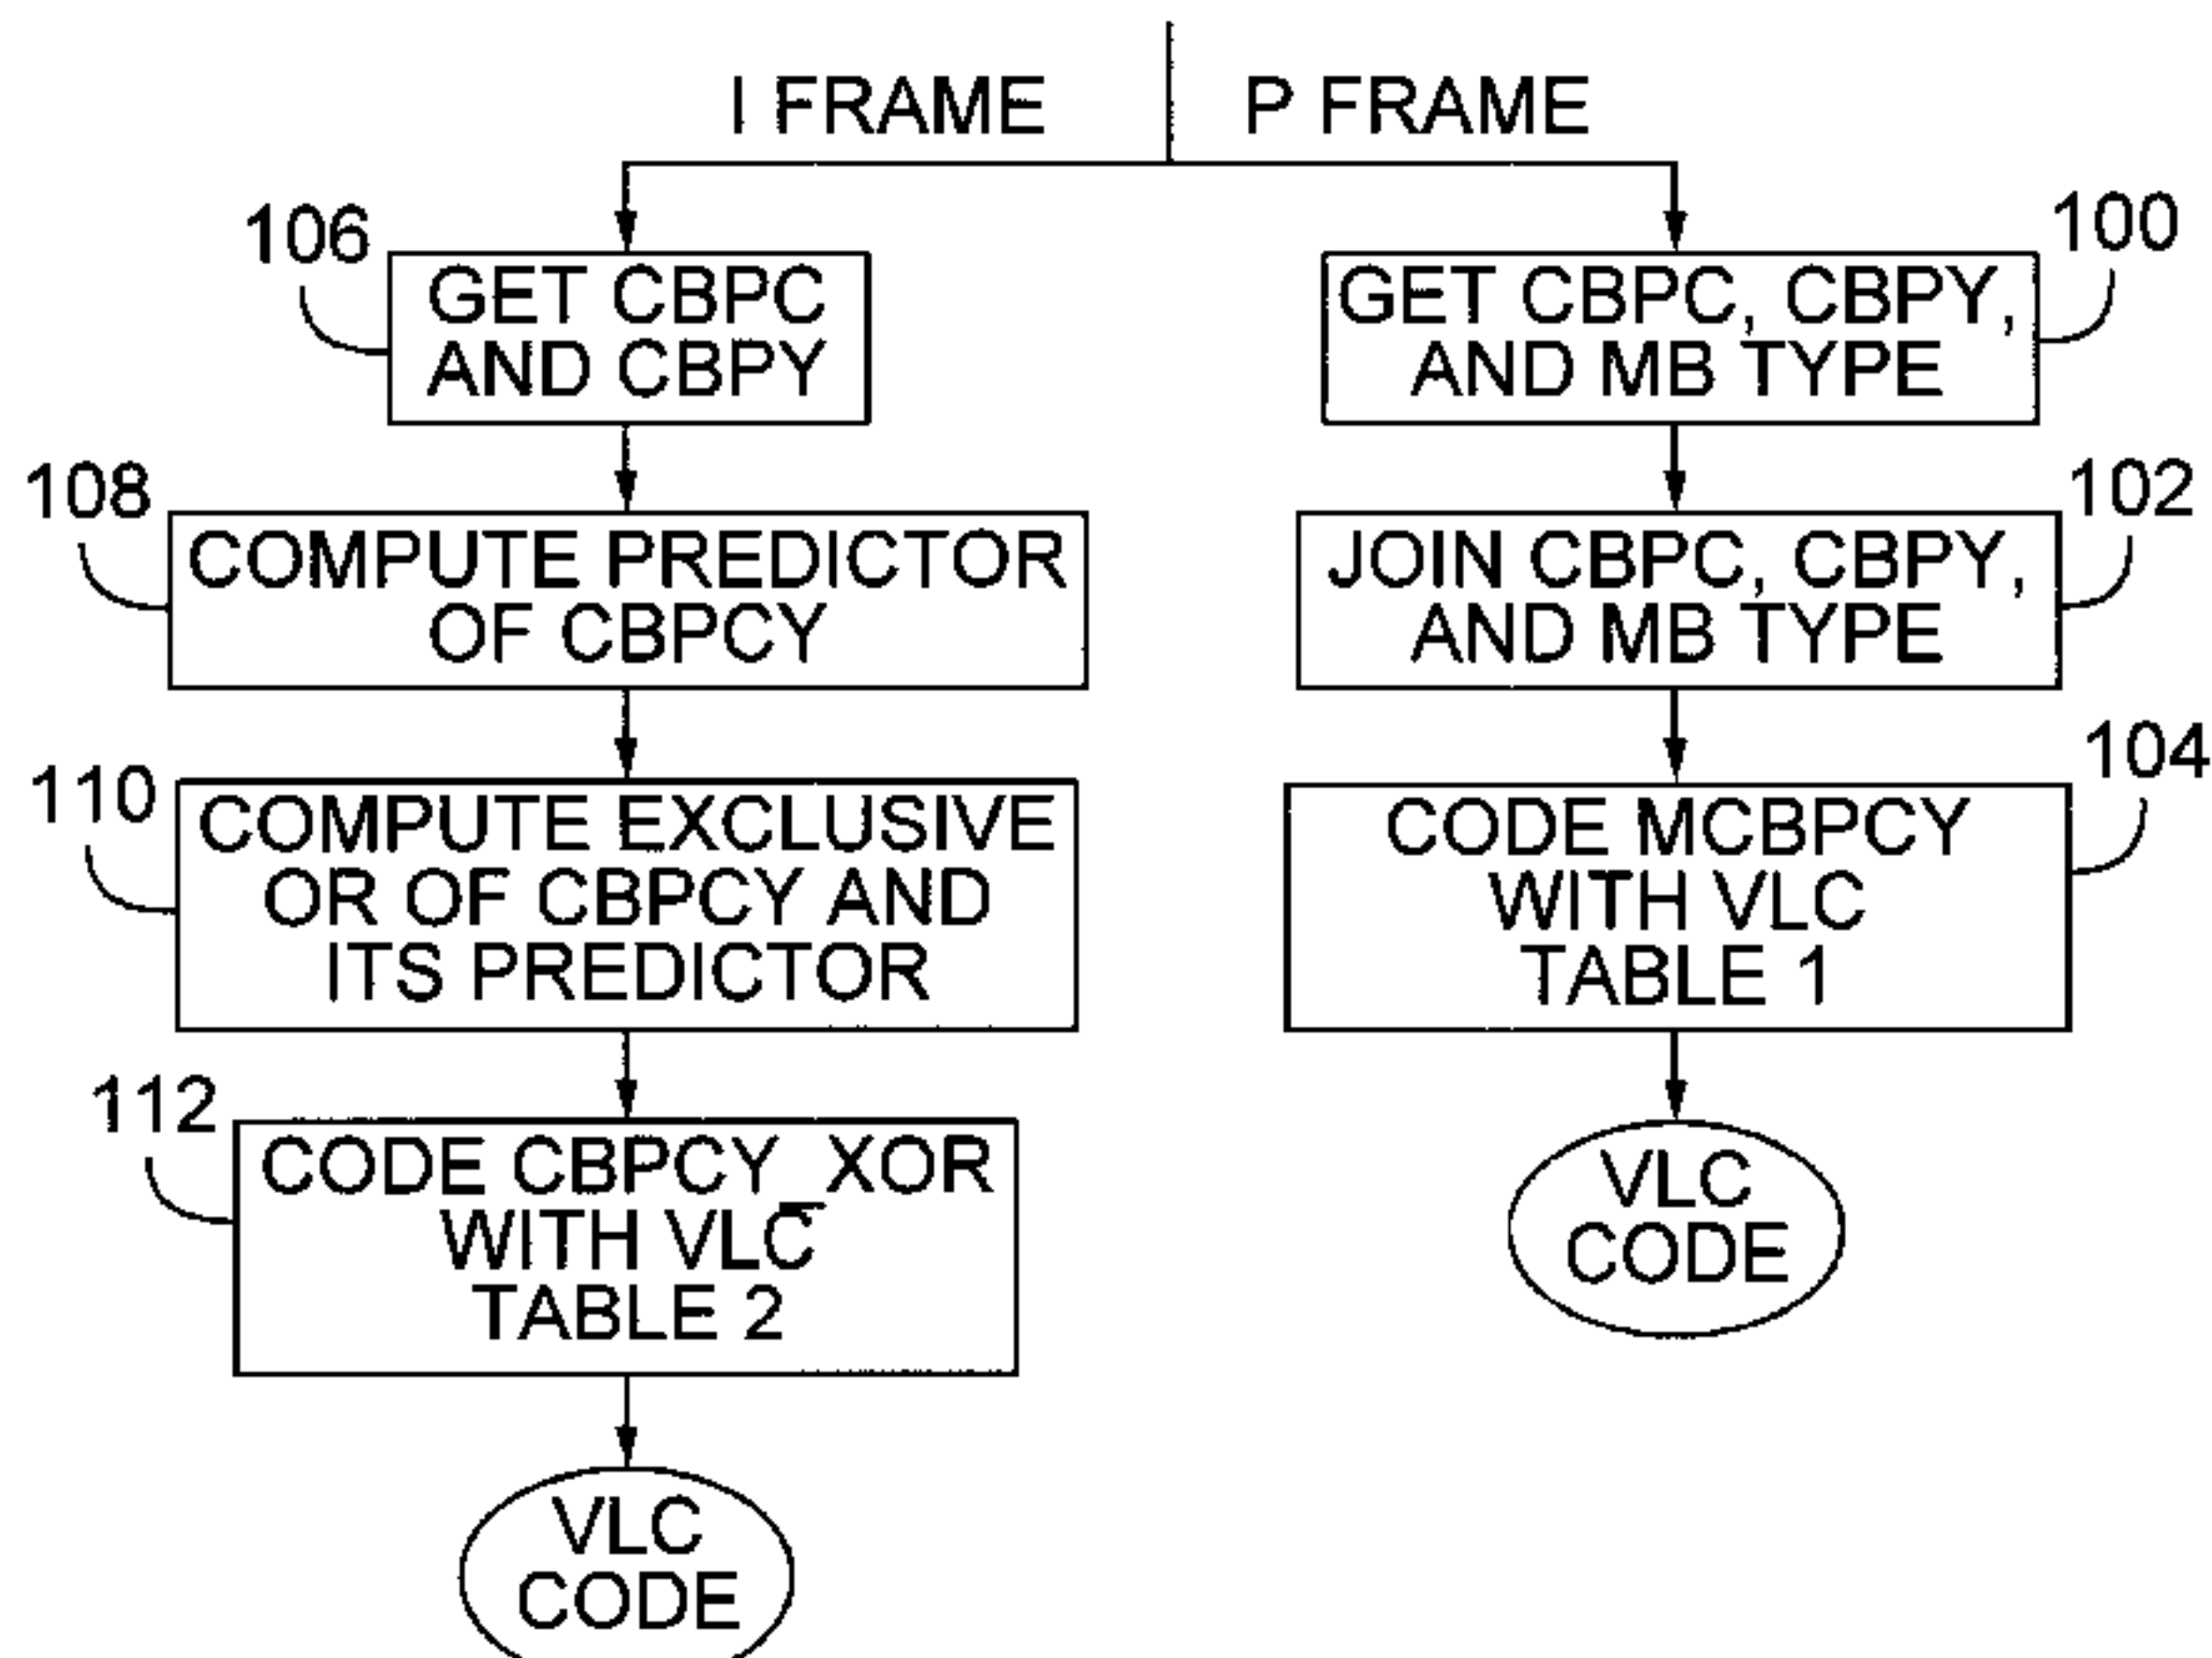 I FRAME
P FRAME
106
GET CBPC
AND CBPY
108
COMPUTE PREDICTOR
OF CBPCY
110
COMPUTE EXCLUSIVE
OR OF CBPCY AND
ITS PREDICTOR
112
CODE CBPCY_XOR
WITH VLC
TABLE 2
VLC
CODE
100
GET CBPC, CBPY,
AND MB TYPE
102
JOIN CBPC, CBPY,
AND MB TYPE
104
CODE MCBPCY
WITH VLC
TABLE 1
VLC
CODE